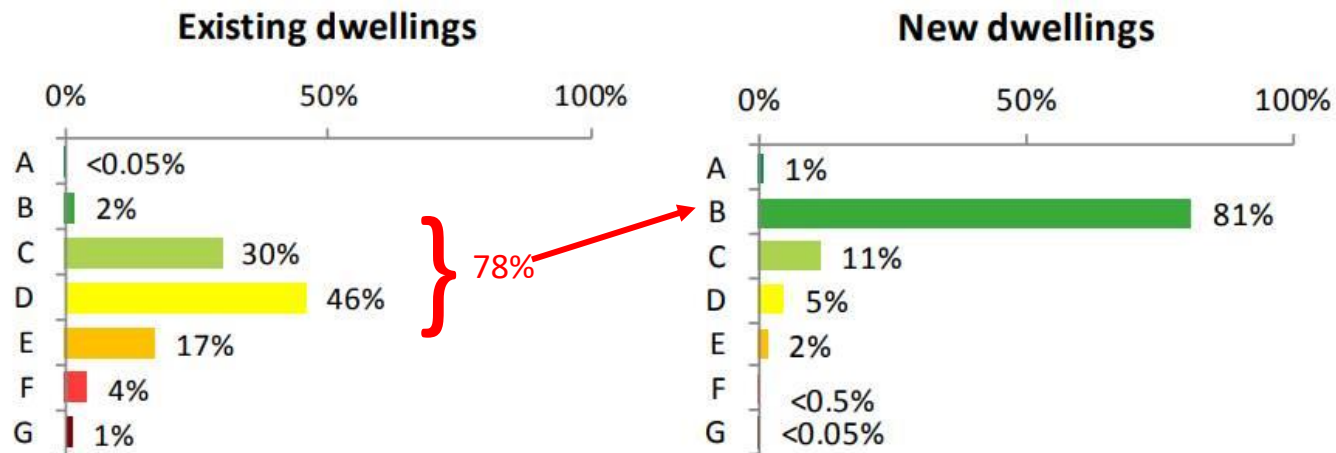 Existing dwellings
0% 50% 100%
A <0.05%
B 2%
C 30%
D 46%
E 17%
F 4%
G 1%
} 78%
New dwellings
0% 50% 100%
A 1%
B 81%
C 11%
D 5%
E 2%
F <0.5%
G <0.05%